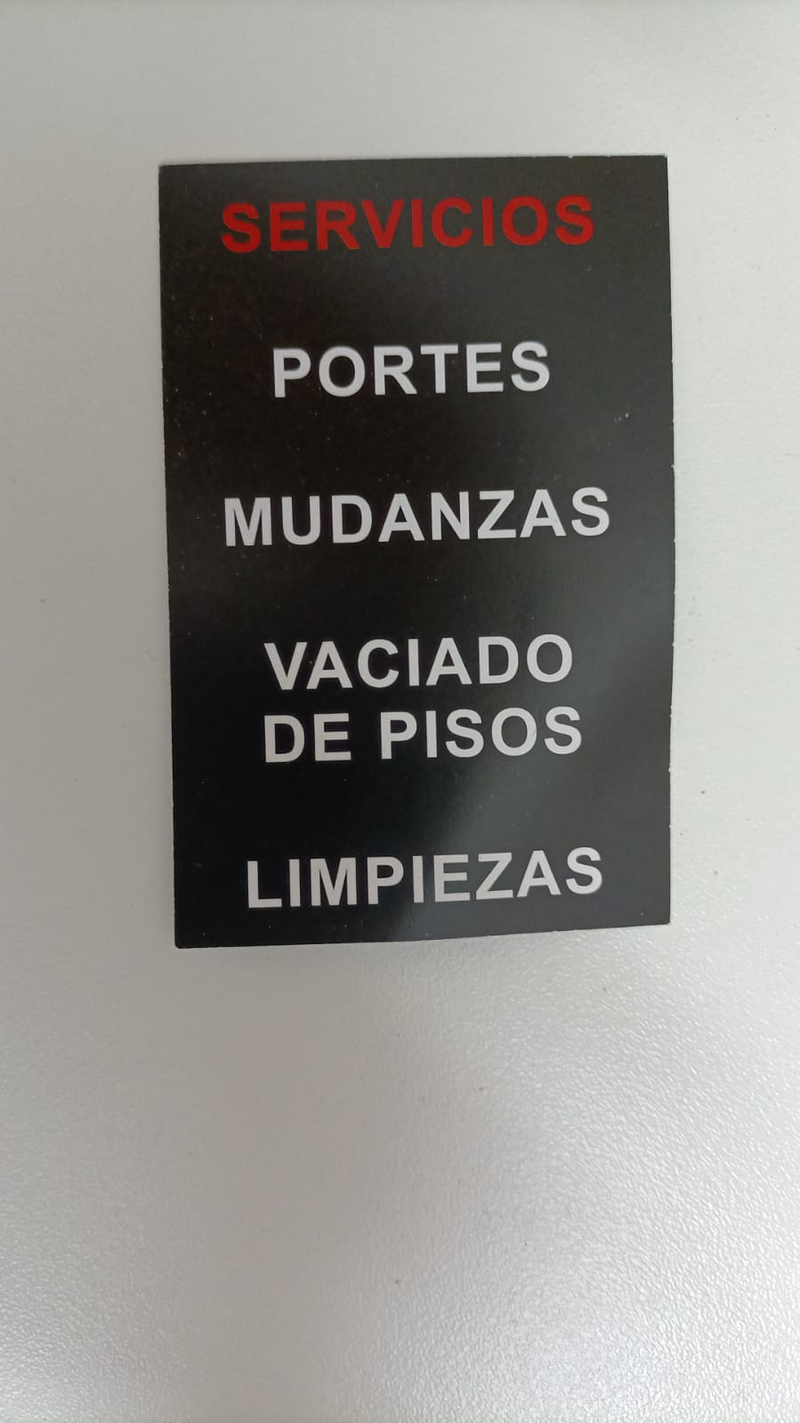 SERVICIOS
PORTES
MUDANZAS
VACIADO
DE PISOS
LIMPIEZAS